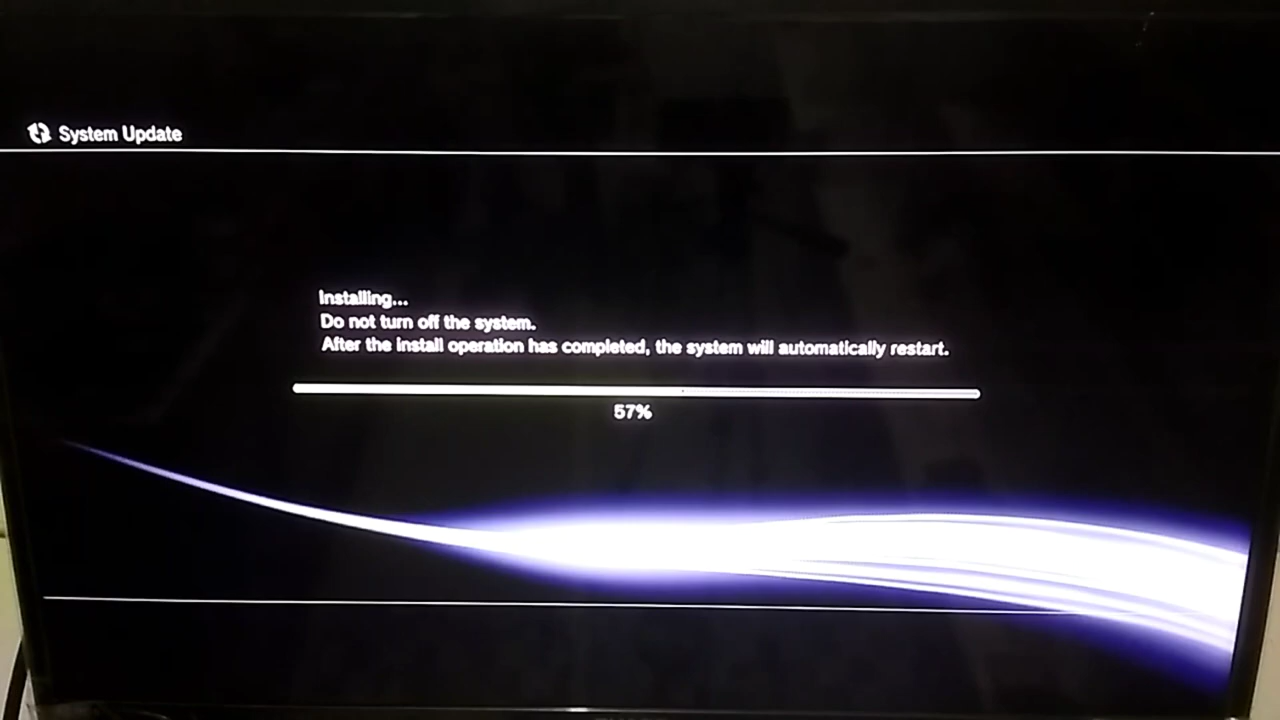 System Update
Installing...
Do not turn off the system.
After the install operation has completed, the system will automatically restart.
57%